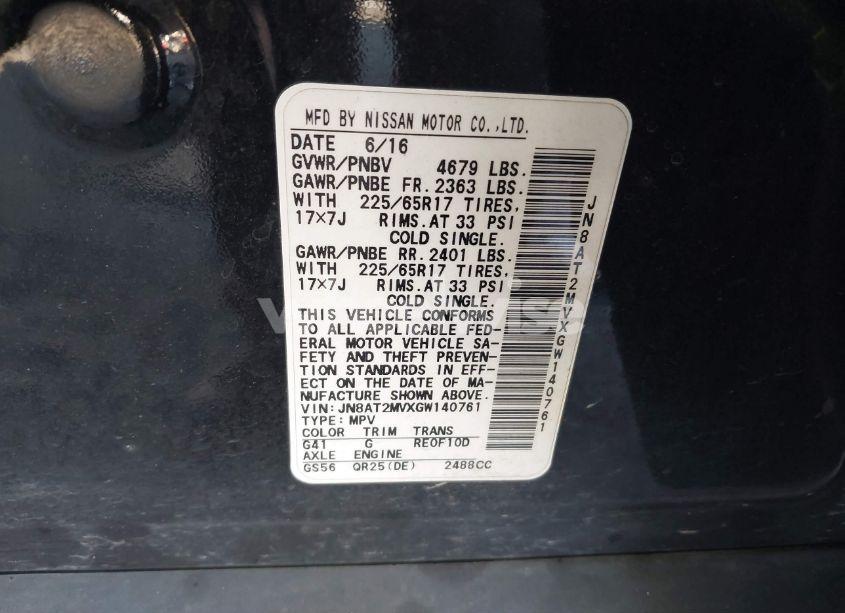 MFD BY NISSAN MOTOR CO.,LTD.
DATE 6/16
GVWR/PNBV 4679 LBS.
GAWR/PNBE FR. 2363 LBS.
WITH 225/65R17 TIRES,
17×7J RIMS. AT 33 PSI
COLD SINGLE.
GAWR/PNBE RR. 2401 LBS.
WITH 225/65R17 TIRES,
17×7J RIMS. AT 33 PSI
COLD SINGLE.
THIS VEHICLE CONFORMS
TO ALL APPLICABLE FED-
ERAL MOTOR VEHICLE SA-
FETY AND THEFT PREVEN-
TION STANDARDS IN EFF-
ECT ON THE DATE OF MA-
NUFACTURE SHOWN ABOVE.
VIN: JN8AT2MVXGW140761
TYPE: MPV
COLOR TRIM TRANS
G41 G RE0F10D
AXLE ENGINE
GS56 QR25(DE) 2488CC
JN8AT2MVXGW140761